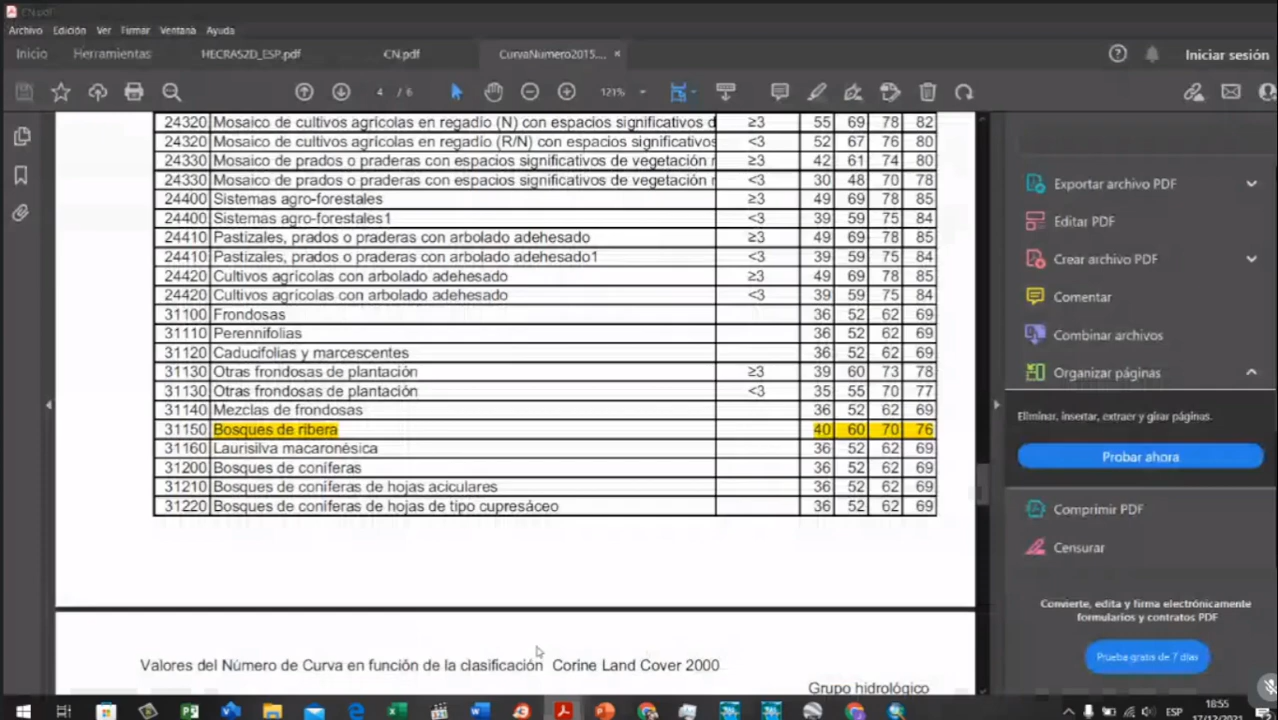 CN.pdf
Archivo Edición Ver Firmar Ventana Ayuda
Inicio Herramientas HECRAS2D_ESP.pdf CN.pdf CurvaNumero2015.... × Iniciar sesión
4 / 6 121%
24320 Mosaico de cultivos agrícolas en regadío (N) con espacios significativos d ≥3 55 69 78 82
24320 Mosaico de cultivos agrícolas en regadío (R/N) con espacios significativos <3 52 67 76 80
24330 Mosaico de prados o praderas con espacios significativos de vegetación r ≥3 42 61 74 80
24330 Mosaico de prados o praderas con espacios significativos de vegetación r <3 30 48 70 78
24400 Sistemas agro-forestales ≥3 49 69 78 85
24400 Sistemas agro-forestales1 <3 39 59 75 84
24410 Pastizales, prados o praderas con arbolado adehesado ≥3 49 69 78 85
24410 Pastizales, prados o praderas con arbolado adehesado1 <3 39 59 75 84
24420 Cultivos agrícolas con arbolado adehesado ≥3 49 69 78 85
24420 Cultivos agrícolas con arbolado adehesado <3 39 59 75 84
31100 Frondosas 36 52 62 69
31110 Perennifolias 36 52 62 69
31120 Caducifolias y marcescentes 36 52 62 69
31130 Otras frondosas de plantación ≥3 39 60 73 78
31130 Otras frondosas de plantación <3 35 55 70 77
31140 Mezclas de frondosas 36 52 62 69
31150 Bosques de ribera 40 60 70 76
31160 Laurisilva macaronésica 36 52 62 69
31200 Bosques de coníferas 36 52 62 69
31210 Bosques de coníferas de hojas aciculares 36 52 62 69
31220 Bosques de coníferas de hojas de tipo cupresáceo 36 52 62 69
Valores del Número de Curva en función de la clasificación Corine Land Cover 2000
Grupo hidrológico
Exportar archivo PDF
Editar PDF
Crear archivo PDF
Comentar
Combinar archivos
Organizar páginas
Eliminar, insertar, extraer y girar páginas.
Probar ahora
Comprimir PDF
Censurar
Convierte, edita y firma electrónicamente
formularios y contratos PDF
Prueba gratis de 7 días
ESP
18:55
17/12/2021